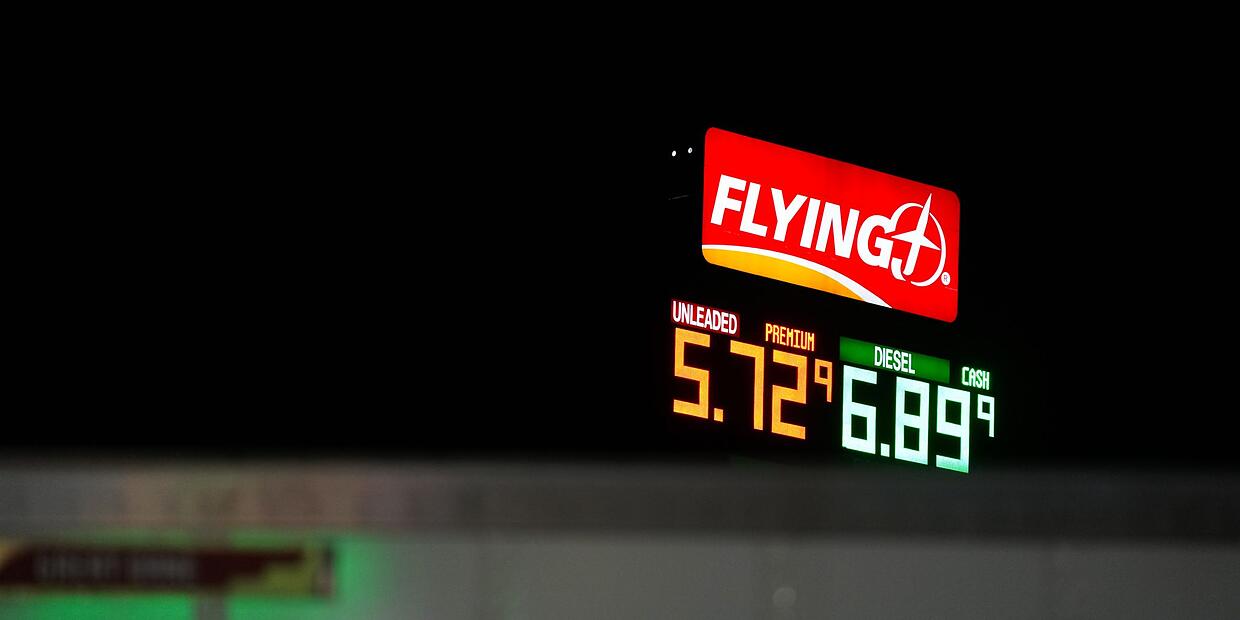 FLYING J ®
UNLEADED PREMIUM
5.72 9
DIESEL CASH
6.89 9